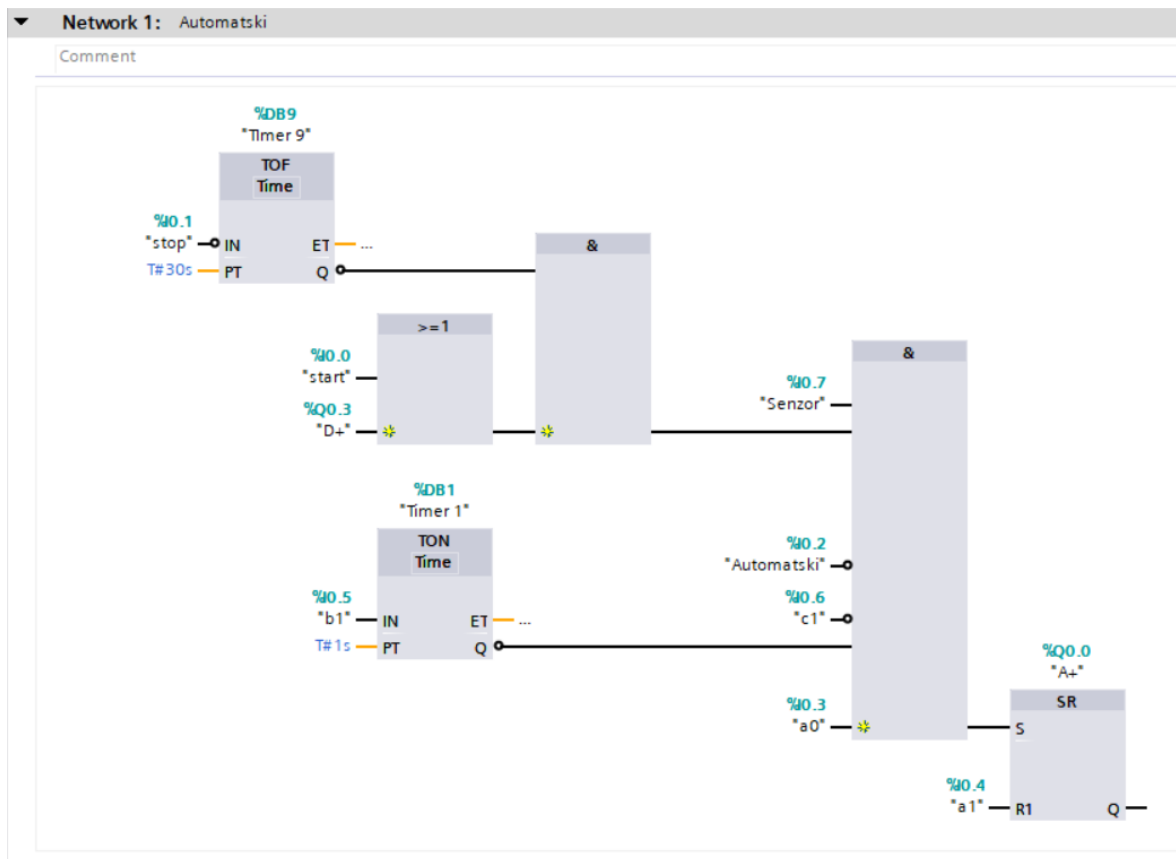 Network 1: Automatski
Comment
%DB9
"TImer 9"
TOF
Time
%I0.1
"stop"
IN
ET
...
T#30s
PT
Q
&
>=1
%I0.0
"start"
%Q0.3
"D+"
&
%I0.7
"Senzor"
%DB1
"Timer 1"
TON
Time
%I0.5
"b1"
IN
ET
...
T#1s
PT
Q
%I0.2
"Automatski"
%I0.6
"c1"
%I0.3
"a0"
%Q0.0
"A+"
SR
S
%I0.4
"a1"
R1
Q